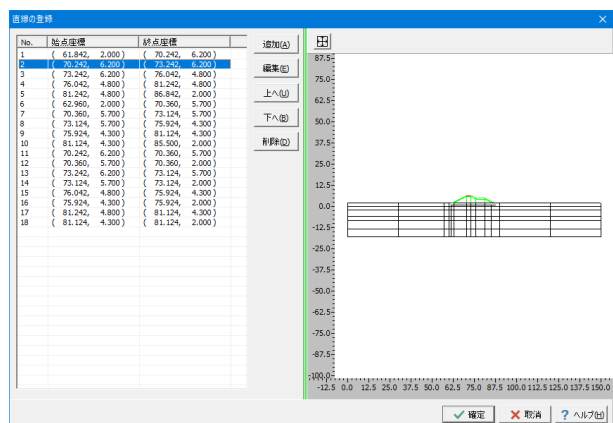 直線の登録
No. 始点座標 終点座標
1 ( 61.842, 2.000) ( 70.242, 6.200)
2 ( 70.242, 6.200) ( 73.242, 6.200)
3 ( 73.242, 6.200) ( 76.042, 4.800)
4 ( 76.042, 4.800) ( 81.242, 4.800)
5 ( 81.242, 4.800) ( 86.842, 2.000)
6 ( 62.960, 2.000) ( 70.360, 5.700)
7 ( 70.360, 5.700) ( 73.124, 5.700)
8 ( 73.124, 5.700) ( 75.924, 4.300)
9 ( 75.924, 4.300) ( 81.124, 4.300)
10 ( 81.124, 4.300) ( 85.500, 2.000)
11 ( 70.242, 6.200) ( 70.360, 5.700)
12 ( 70.360, 5.700) ( 70.360, 2.000)
13 ( 73.242, 6.200) ( 73.124, 5.700)
14 ( 73.124, 5.700) ( 73.124, 2.000)
15 ( 76.042, 4.800) ( 75.924, 4.300)
16 ( 75.924, 4.300) ( 75.924, 2.000)
17 ( 81.242, 4.800) ( 81.124, 4.300)
18 ( 81.124, 4.300) ( 81.124, 2.000)
追加(A)
編集(E)
上へ(U)
下へ(B)
削除(D)
87.5
75.0
62.5
50.0
37.5
25.0
12.5
0.0
-12.5
-25.0
-37.5
-50.0
-62.5
-75.0
-87.5
-100.0
-12.5 0.0 12.5 25.0 37.5 50.0 62.5 75.0 87.5 100.0 112.5 125.0 137.5 150.0
確定
取消
? ヘルプ(H)